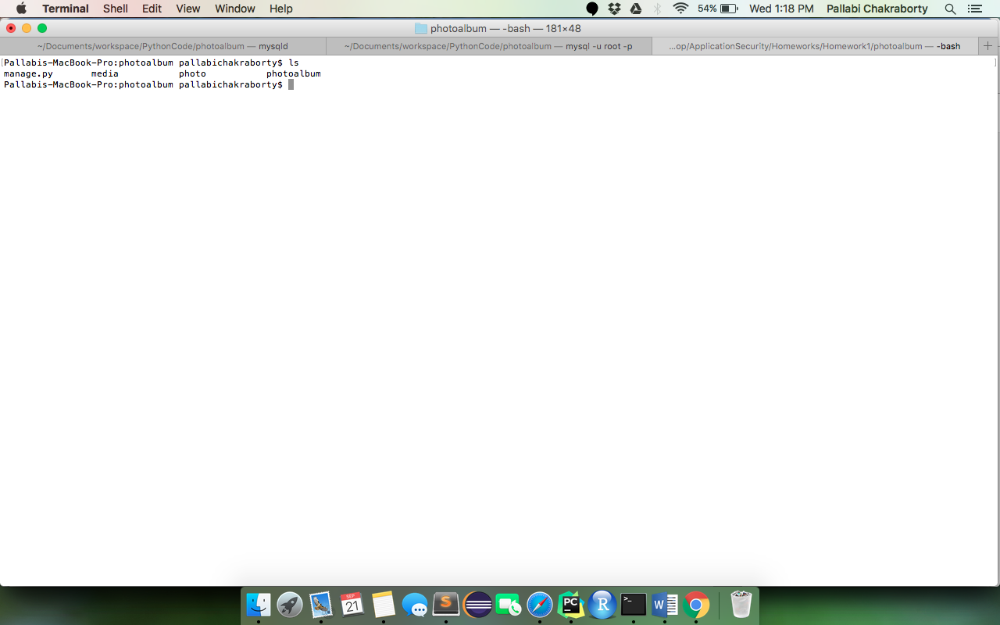 Terminal Shell Edit View Window Help 54% Wed 1:18 PM Pallabi Chakraborty
photoalbum — -bash — 181×48
~/Documents/workspace/PythonCode/photoalbum — mysqld ~/Documents/workspace/PythonCode/photoalbum — mysql -u root -p ...op/ApplicationSecurity/Homeworks/Homework1/photoalbum — -bash
[Pallabis-MacBook-Pro:photoalbum pallabichakraborty$ ls ]
manage.py media photo photoalbum
Pallabis-MacBook-Pro:photoalbum pallabichakraborty$
SEP
21
S
PC
R
>_
W